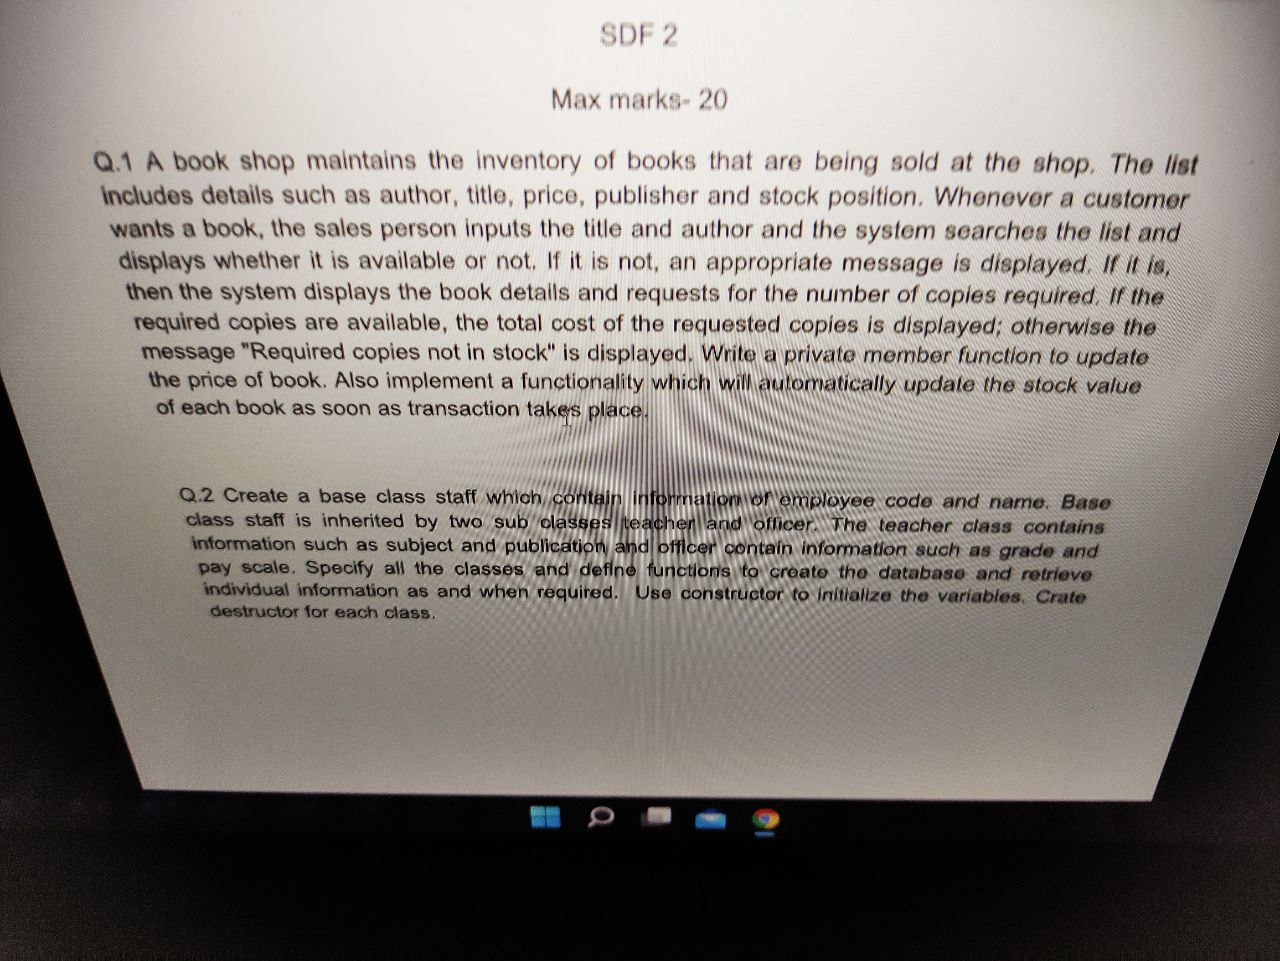 SDF 2
Max marks- 20
Q.1 A book shop maintains the inventory of books that are being sold at the shop. The list
includes details such as author, title, price, publisher and stock position. Whenever a customer
wants a book, the sales person inputs the title and author and the system searches the list and
displays whether it is available or not. If it is not, an appropriate message is displayed. If it is,
then the system displays the book details and requests for the number of copies required. If the
required copies are available, the total cost of the requested copies is displayed; otherwise the
message "Required copies not in stock" is displayed. Write a private member function to update
the price of book. Also implement a functionality which will automatically update the stock value
of each book as soon as transaction takes place.
Q.2 Create a base class staff which contain information of employee code and name. Base
class staff is inherited by two sub classes teacher and officer. The teacher class contains
information such as subject and publication and officer contain information such as grade and
pay scale. Specify all the classes and define functions to create the database and retrieve
individual information as and when required. Use constructor to initialize the variables. Crate
destructor for each class.